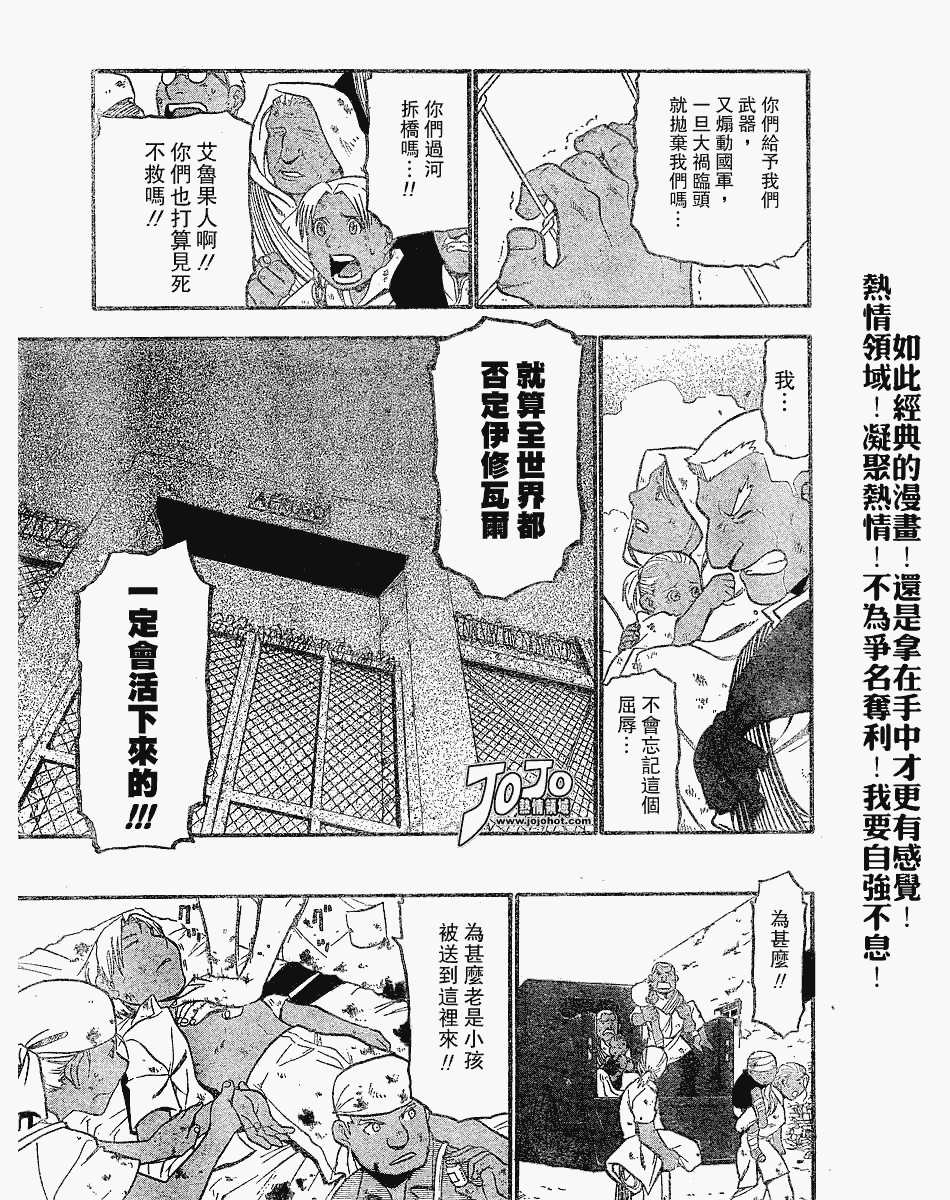 你們給予我們
武器，
又煽動國軍，
一旦大禍臨頭
就拋棄我們嗎…
你們過河
拆橋嗎…!!
艾魯果人啊!!
你們也打算見死
不救嗎!!
我…
不會忘記這個
屈辱…
就算全世界都
否定伊修瓦爾
一定會活下來的!!!
AERUGO
JOJO
熱情領域
www.jojohot.com
為甚麼!!
為甚麼老是小孩
被送到這裡來!!
如此經典的漫畫！還是拿在手中才更有感覺！
熱情領域！凝聚熱情！不為爭名奪利！我要自強不息！